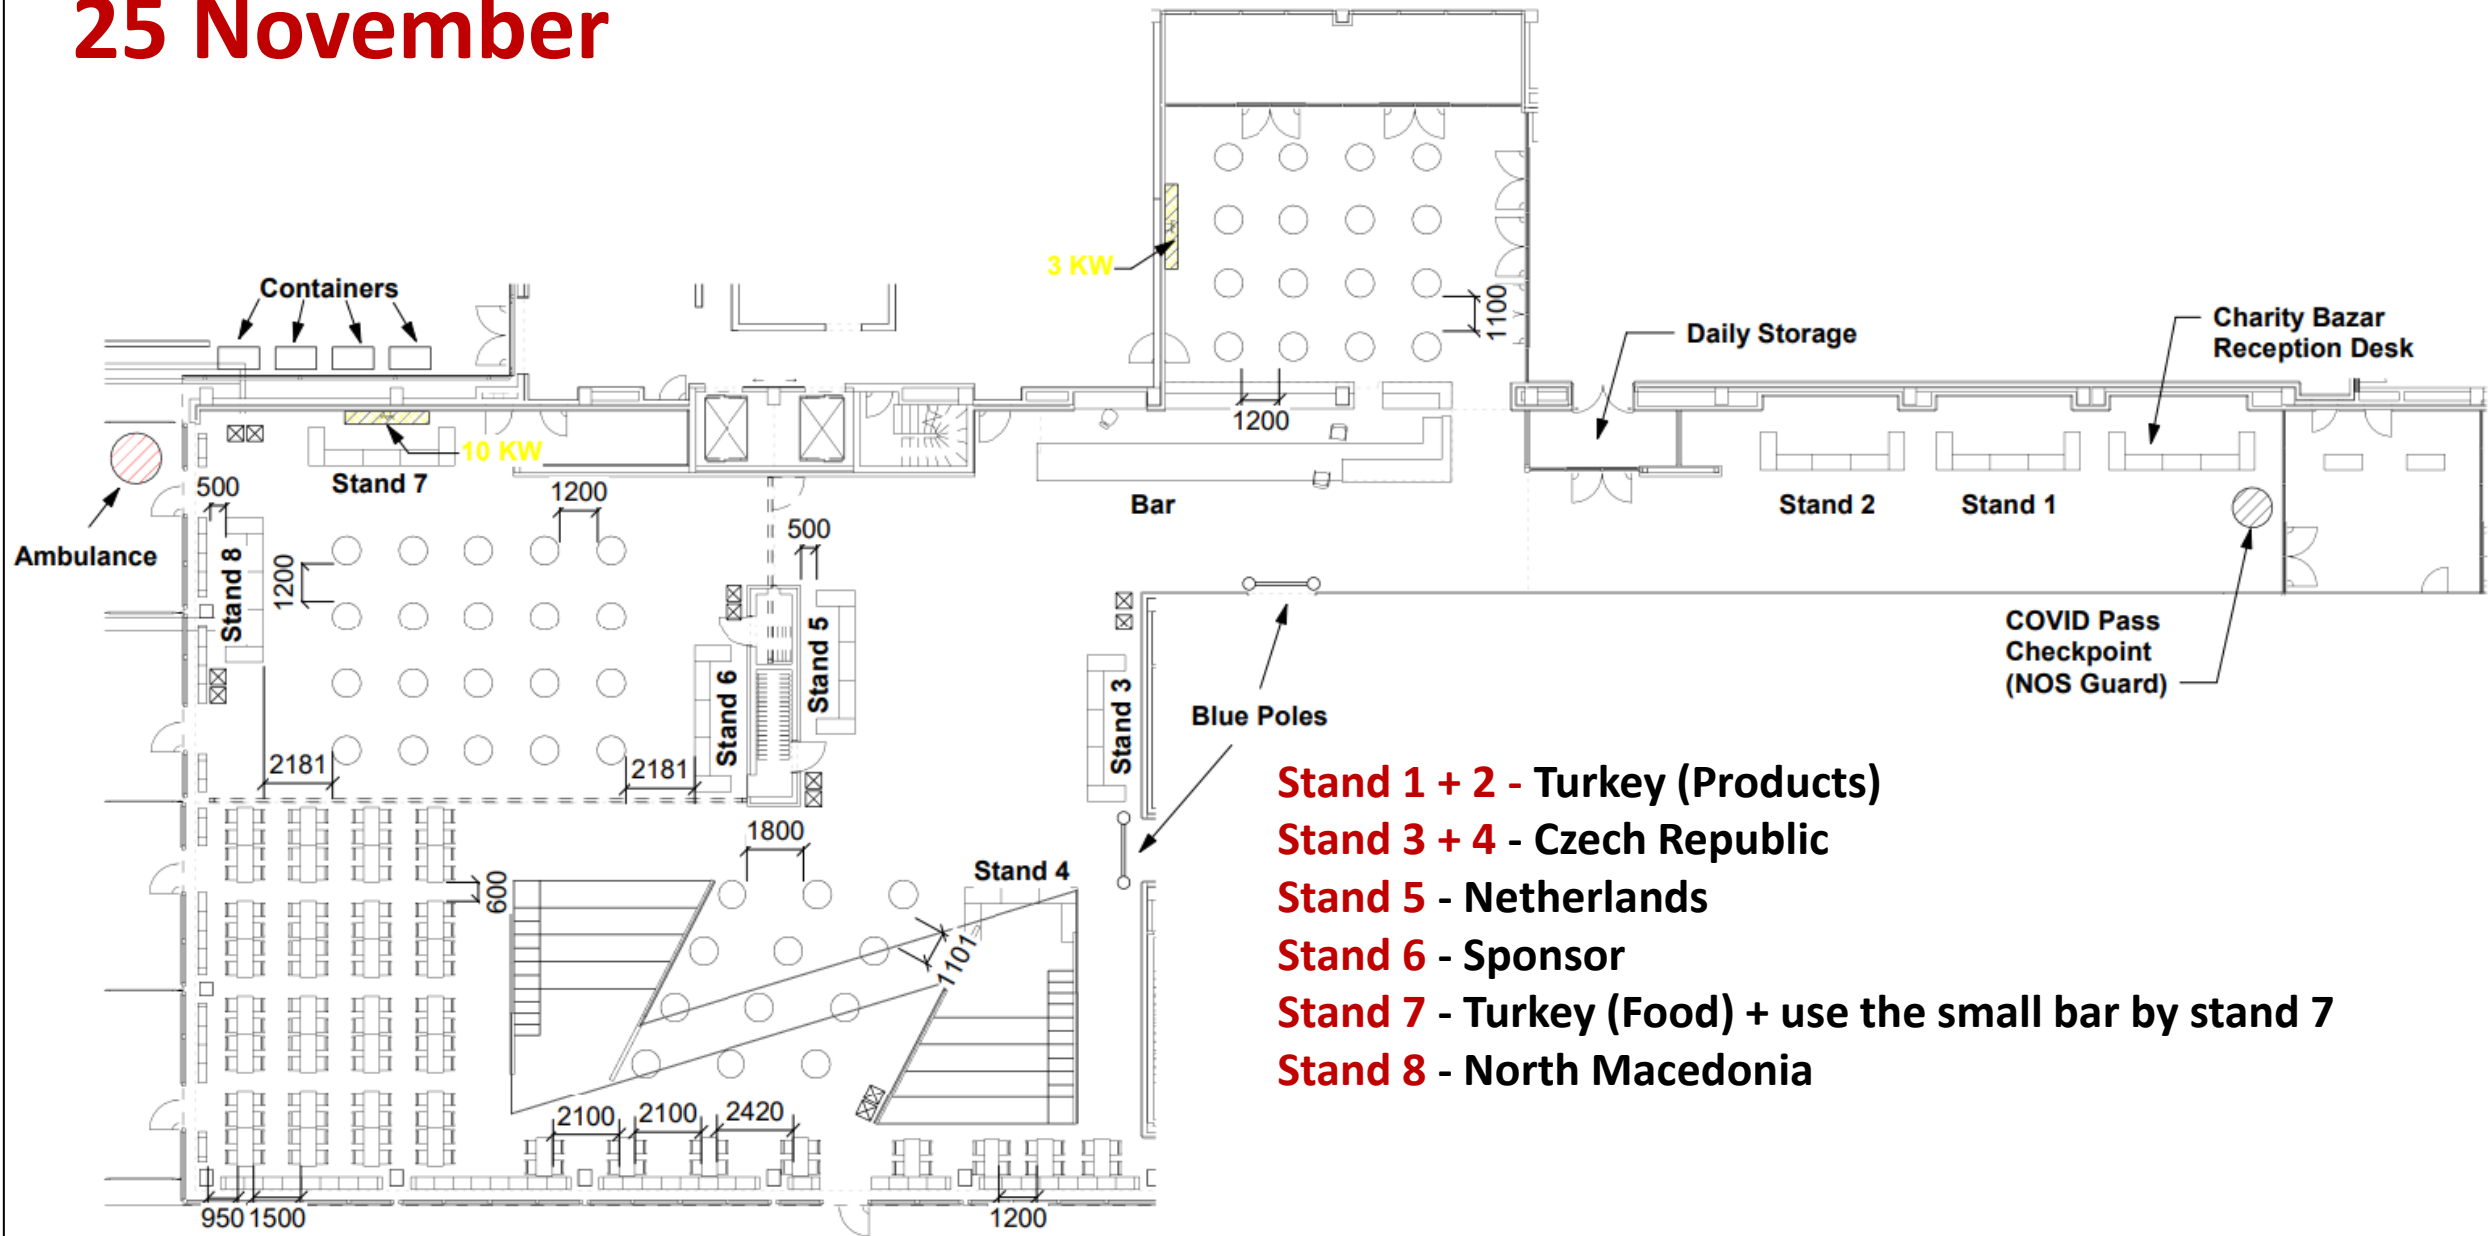 25 November
Containers
3 KW
1100
Daily Storage
Charity Bazar
Reception Desk
1200
10 KW
Stand 7
500
1200
Bar
Stand 2
Stand 1
Ambulance
Stand 8
1200
500
Stand 5
Stand 6
Stand 3
COVID Pass
Checkpoint
(NOS Guard)
Blue Poles
2181
2181
1800
Stand 4
600
1101
Stand 1 + 2 - Turkey (Products)
Stand 3 + 4 - Czech Republic
Stand 5 - Netherlands
Stand 6 - Sponsor
Stand 7 - Turkey (Food) + use the small bar by stand 7
Stand 8 - North Macedonia
2100
2100
2420
950
1500
1200